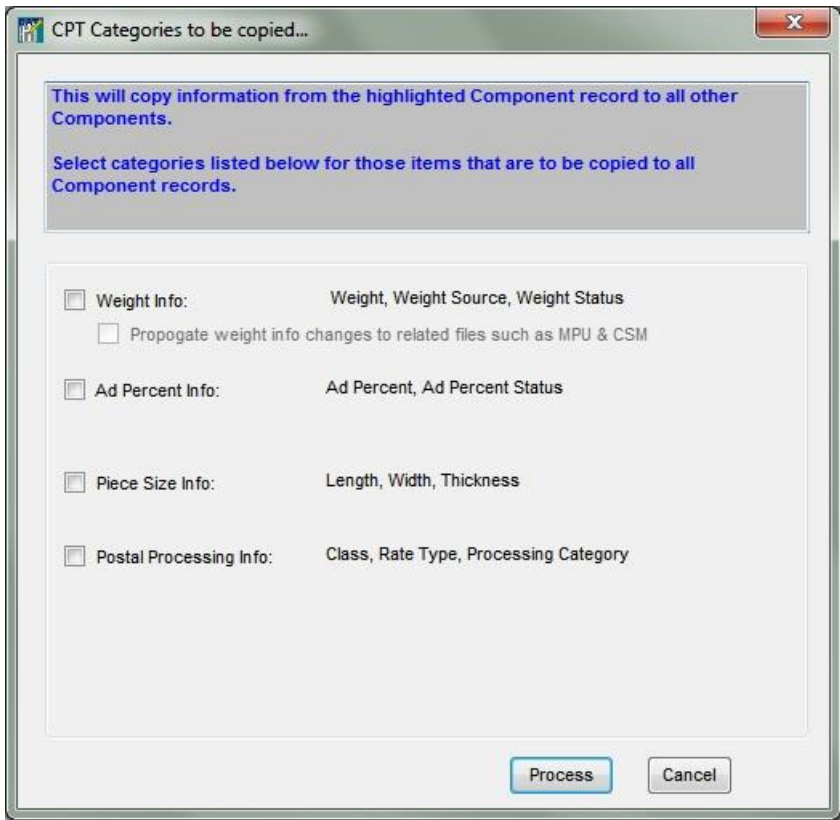 CPT Categories to be copied...
This will copy information from the highlighted Component record to all other
Components.
Select categories listed below for those items that are to be copied to all
Component records.
Weight Info: Weight, Weight Source, Weight Status
Propogate weight info changes to related files such as MPU & CSM
Ad Percent Info: Ad Percent, Ad Percent Status
Piece Size Info: Length, Width, Thickness
Postal Processing Info: Class, Rate Type, Processing Category
Process Cancel